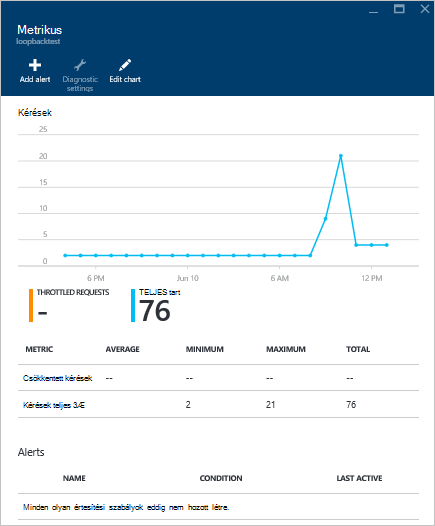 Metrikus
loopbacktest
Add alert
Diagnostic
settings
Edit chart
Kérések
25
20
15
10
5
0
6 PM
Jun 10
6 AM
12 PM
THROTTLED REQUESTS
-
TELJES tart
76
METRIC AVERAGE MINIMUM MAXIMUM TOTAL
Csökkentett kérések -- -- -- --
Kérések teljes 3Æ 2 21 76
Alerts
NAME CONDITION LAST ACTIVE
Minden olyan értesítési szabályok eddig nem hozott létre.